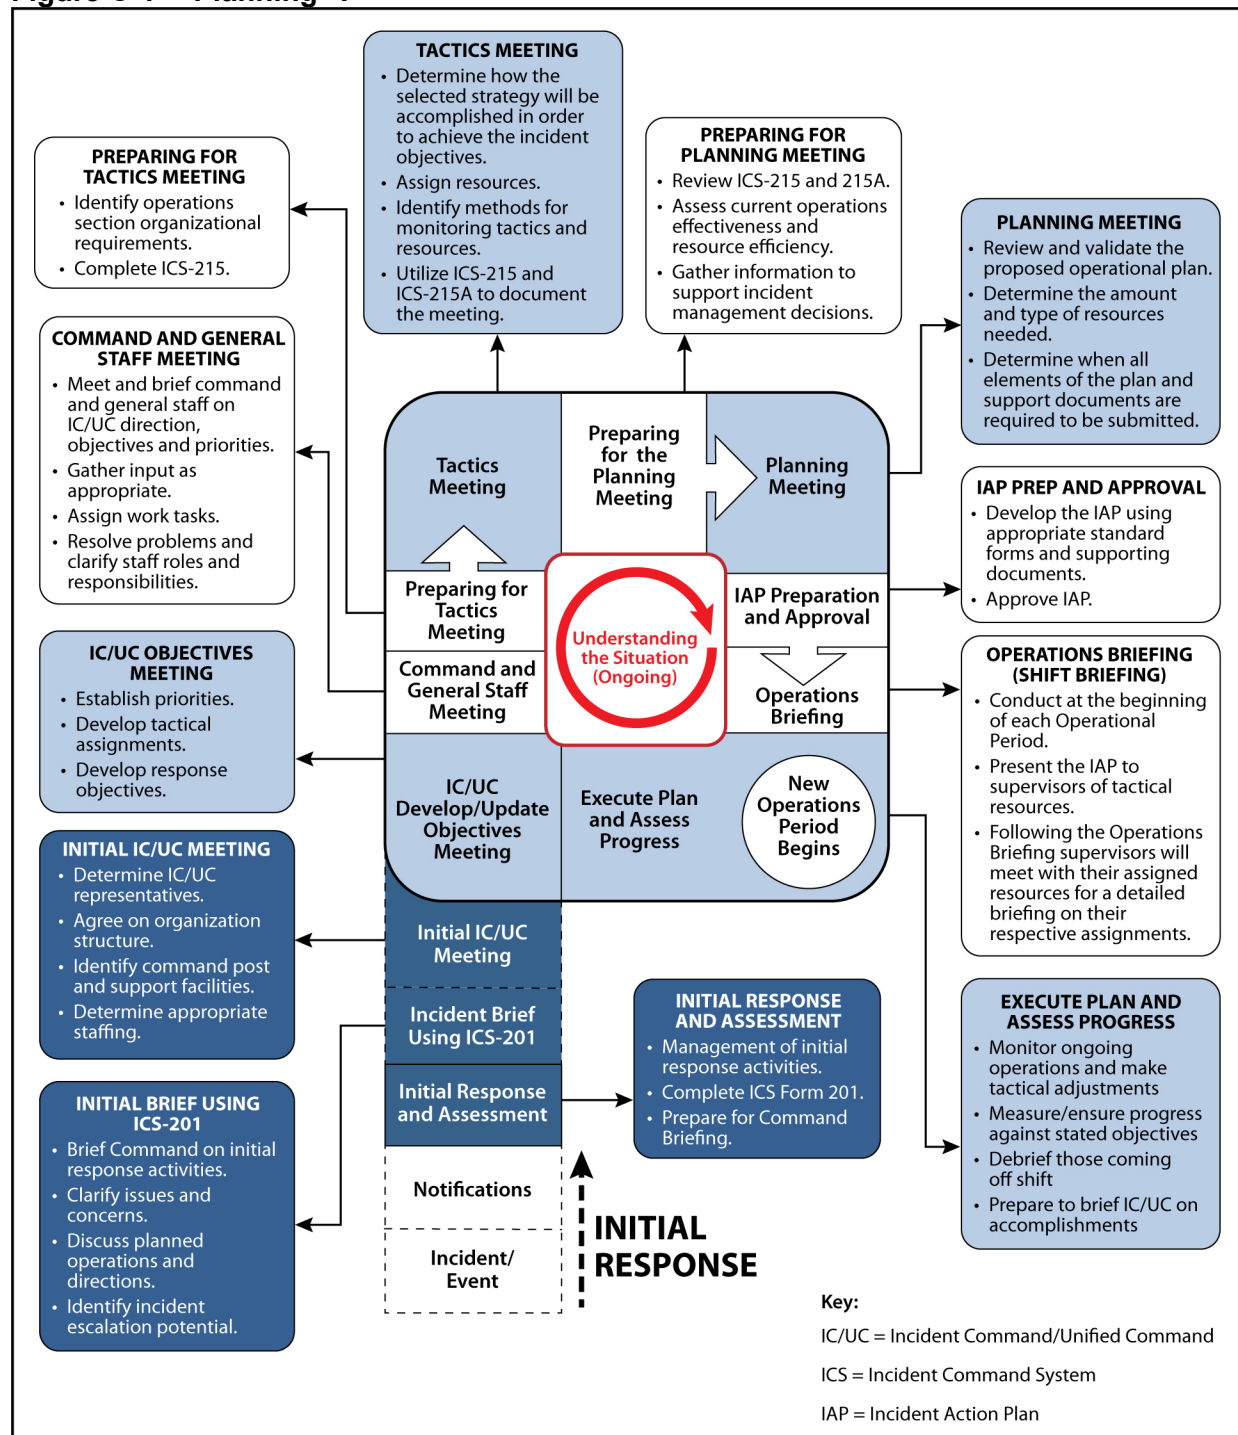 TACTICS MEETING
• Determine how the
selected strategy will be
accomplished in order
to achieve the incident
objectives.
• Assign resources.
• Identify methods for
monitoring tactics and
resources.
• Utilize ICS-215 and
ICS-215A to document
the meeting.
PREPARING FOR
TACTICS MEETING
• Identify operations
section organizational
requirements.
• Complete ICS-215.
PREPARING FOR
PLANNING MEETING
• Review ICS-215 and 215A.
• Assess current operations
effectiveness and
resource efficiency.
• Gather information to
support incident
management decisions.
PLANNING MEETING
• Review and validate the
proposed operational plan.
• Determine the amount
and type of resources
needed.
• Determine when all
elements of the plan and
support documents are
required to be submitted.
COMMAND AND GENERAL
STAFF MEETING
• Meet and brief command
and general staff on
IC/UC direction,
objectives and priorities.
• Gather input as
appropriate.
• Assign work tasks.
• Resolve problems and
clarify staff roles and
responsibilities.
Tactics
Meeting
Preparing
for the
Planning
Meeting
Planning
Meeting
IAP PREP AND APPROVAL
• Develop the IAP using
appropriate standard
forms and supporting
documents.
• Approve IAP.
Preparing for
Tactics
Meeting
Understanding
the Situation
(Ongoing)
IAP Preparation
and Approval
Command and
General Staff
Meeting
Operations
Briefing
IC/UC OBJECTIVES
MEETING
• Establish priorities.
• Develop tactical
assignments.
• Develop response
objectives.
OPERATIONS BRIEFING
(SHIFT BRIEFING)
• Conduct at the beginning
of each Operational
Period.
• Present the IAP to
supervisors of tactical
resources.
• Following the Operations
Briefing supervisors will
meet with their assigned
resources for a detailed
briefing on their
respective assignments.
IC/UC
Develop/Update
Objectives
Meeting
Execute Plan
and Assess
Progress
New
Operations
Period
Begins
INITIAL IC/UC MEETING
• Determine IC/UC
representatives.
• Agree on organization
structure.
• Identify command post
and support facilities.
• Determine appropriate
staffing.
Initial IC/UC
Meeting
Incident Brief
Using ICS-201
Initial Response
and Assessment
INITIAL RESPONSE
AND ASSESSMENT
• Management of initial
response activities.
• Complete ICS Form 201.
• Prepare for Command
Briefing.
EXECUTE PLAN AND
ASSESS PROGRESS
• Monitor ongoing
operations and make
tactical adjustments
• Measure/ensure progress
against stated objectives
• Debrief those coming
off shift
• Prepare to brief IC/UC on
accomplishments
INITIAL BRIEF USING
ICS-201
• Brief Command on initial
response activities.
• Clarify issues and
concerns.
• Discuss planned
operations and
directions.
• Identify incident
escalation potential.
Notifications
Incident/
Event
INITIAL
RESPONSE
Key:
IC/UC = Incident Command/Unified Command
ICS = Incident Command System
IAP = Incident Action Plan